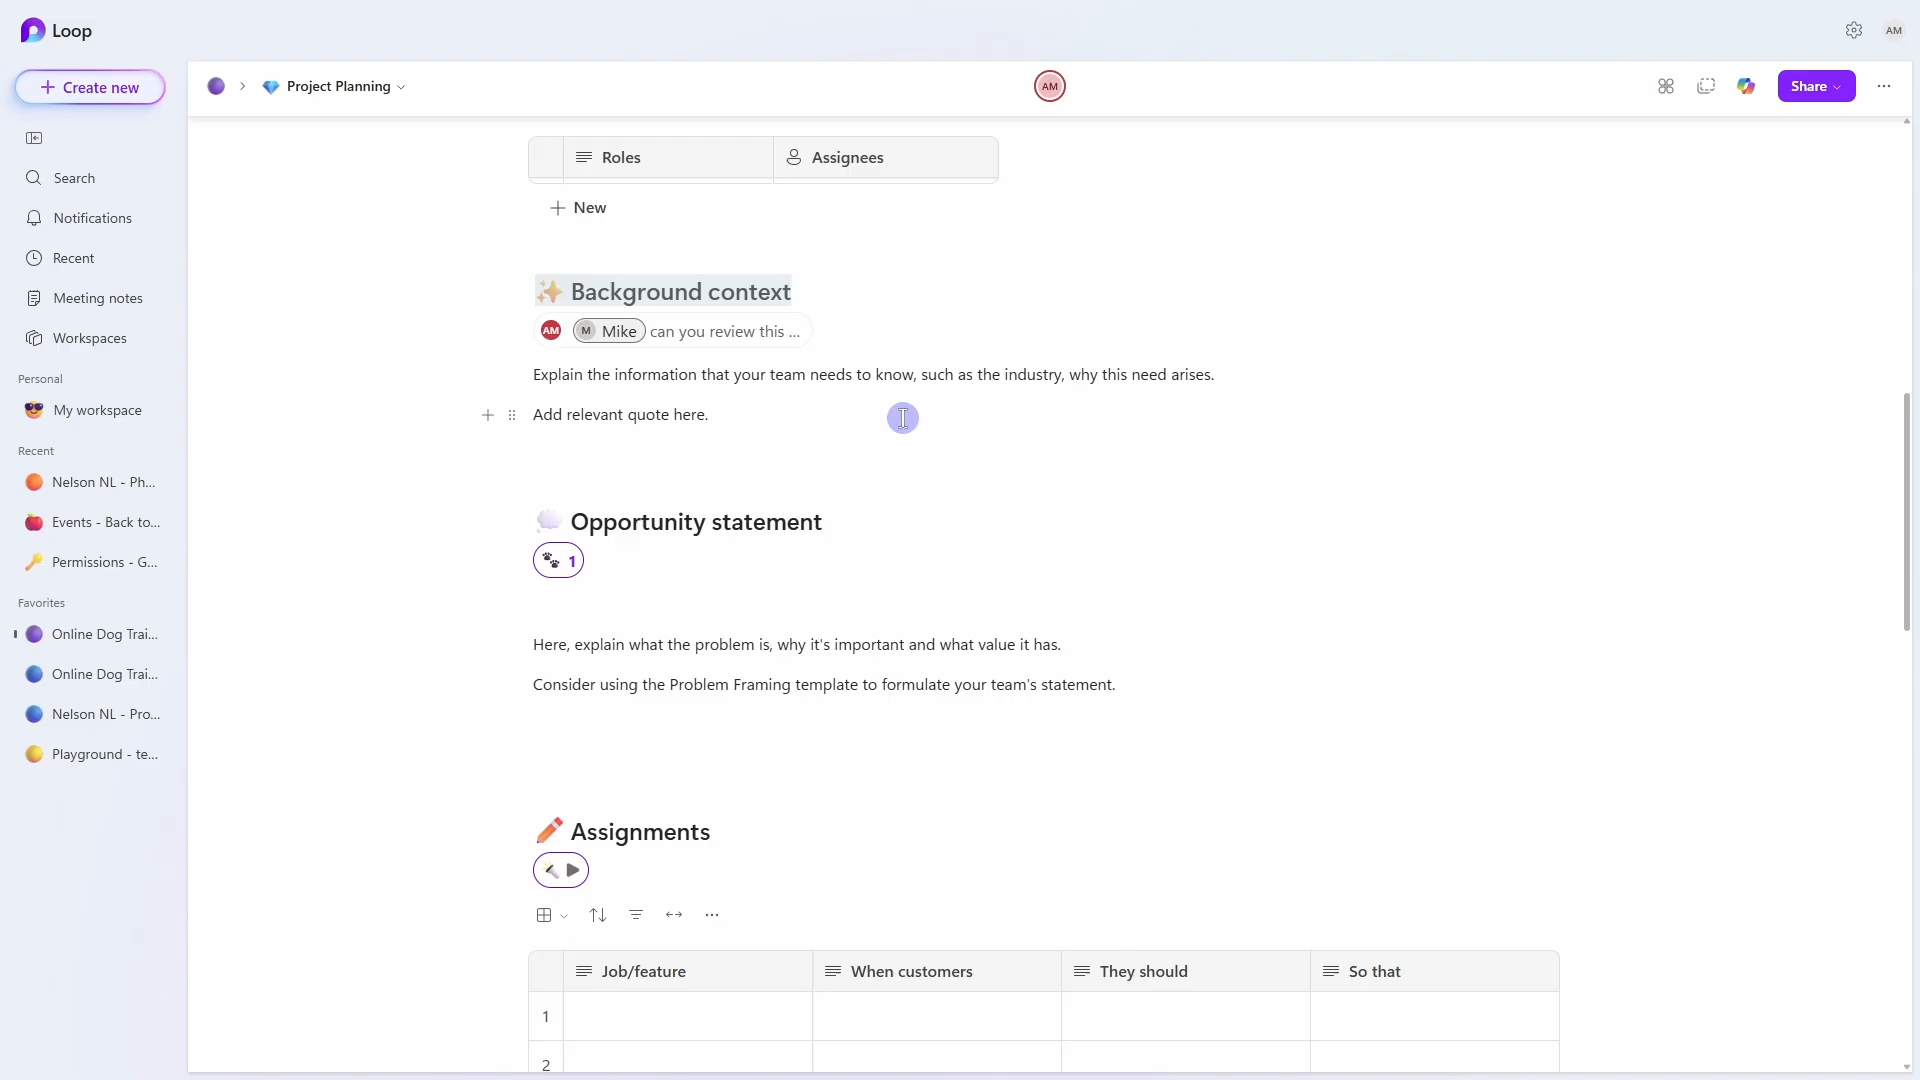 Loop
AM
Create new
Project Planning
AM
Share
Search
Notifications
Recent
Meeting notes
Workspaces
Personal
My workspace
Recent
Nelson NL - Ph...
Events - Back to...
Permissions - G...
Favorites
Online Dog Trai...
Online Dog Trai...
Nelson NL - Pro...
Playground - te...
Roles
Assignees
New
Background context
AM M Mike can you review this ...
Explain the information that your team needs to know, such as the industry, why this need arises.
Add relevant quote here.
Opportunity statement
1
Here, explain what the problem is, why it's important and what value it has.
Consider using the Problem Framing template to formulate your team's statement.
Assignments
Job/feature
When customers
They should
So that
1
2